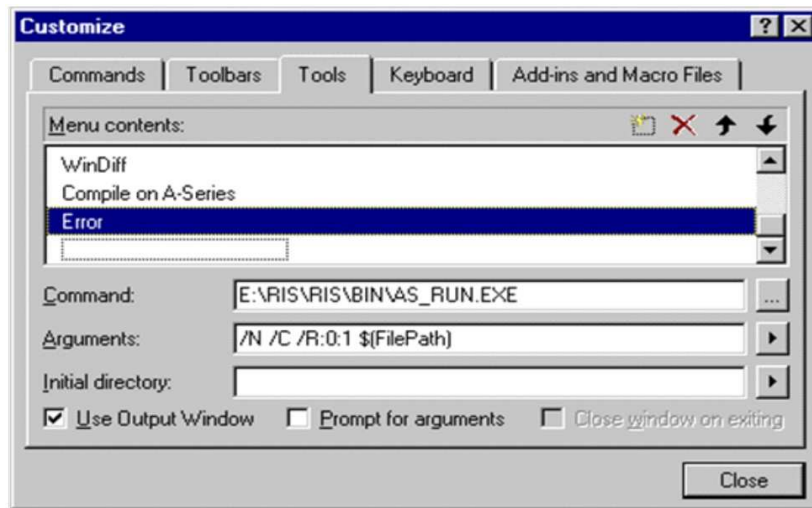 Customize
Commands Toolbars Tools Keyboard Add-ins and Macro Files
Menu contents:
WinDiff
Compile on A-Series
Error
Command: E:\RIS\RIS\BIN\AS_RUN.EXE ...
Arguments: /N /C /R:0:1 $(FilePath)
Initial directory:
Use Output Window Prompt for arguments Close window on exiting
Close